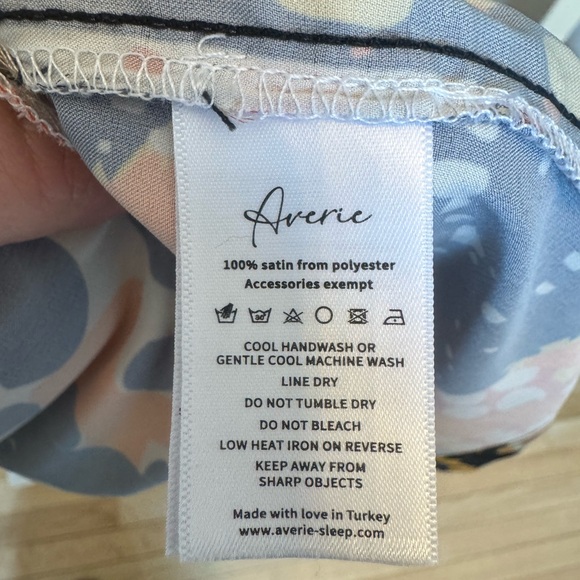 Averie
100% satin from polyester
Accessories exempt
COOL HANDWASH OR
GENTLE COOL MACHINE WASH
LINE DRY
DO NOT TUMBLE DRY
DO NOT BLEACH
LOW HEAT IRON ON REVERSE
KEEP AWAY FROM
SHARP OBJECTS
Made with love in Turkey
www.averie-sleep.com